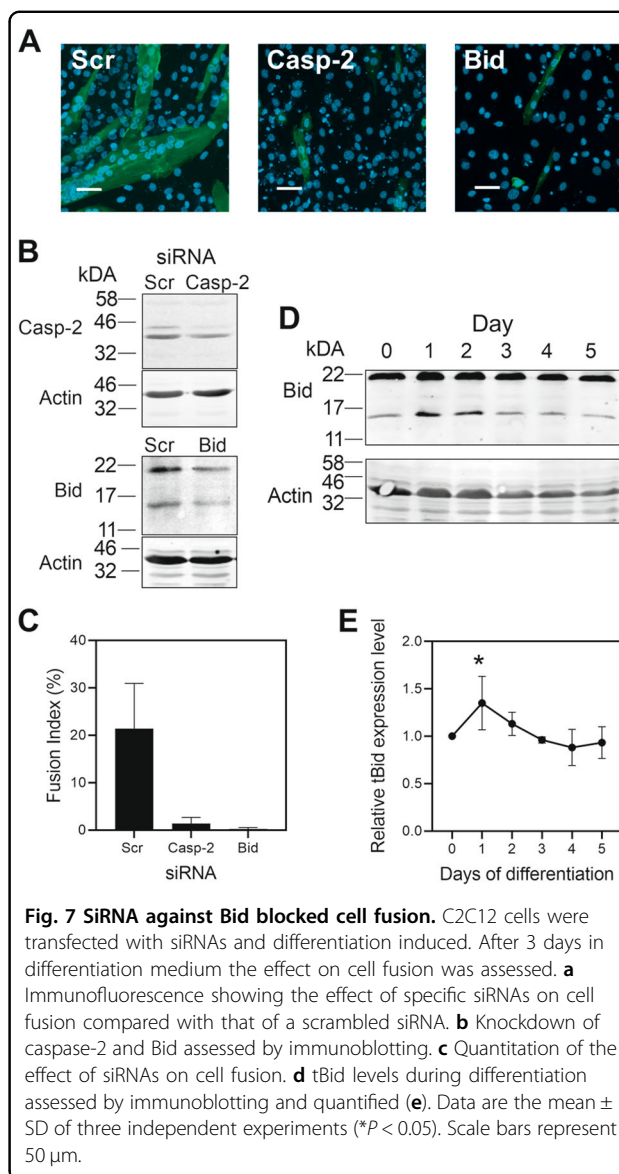 A
Scr Casp-2 Bid
B
siRNA
kDA Scr Casp-2
58
46
Casp-2
32
46
Actin
32
Scr Bid
22
Bid
17
11
46
Actin
32
D
Day
kDA 0 1 2 3 4 5
22
Bid
17
11
58
46
Actin
32
C
40
30
20
10
0
Fusion Index (%)
Scr Casp-2 Bid
siRNA
E
2.0
1.5
1.0
0.5
0.0
Relative tBid expression level
*
0 1 2 3 4 5
Days of differentiation
Fig. 7 SiRNA against Bid blocked cell fusion. C2C12 cells were
transfected with siRNAs and differentiation induced. After 3 days in
differentiation medium the effect on cell fusion was assessed. a
Immunofluorescence showing the effect of specific siRNAs on cell
fusion compared with that of a scrambled siRNA. b Knockdown of
caspase-2 and Bid assessed by immunoblotting. c Quantitation of the
effect of siRNAs on cell fusion. d tBid levels during differentiation
assessed by immunoblotting and quantified (e). Data are the mean ±
SD of three independent experiments (*P < 0.05). Scale bars represent
50 μm.